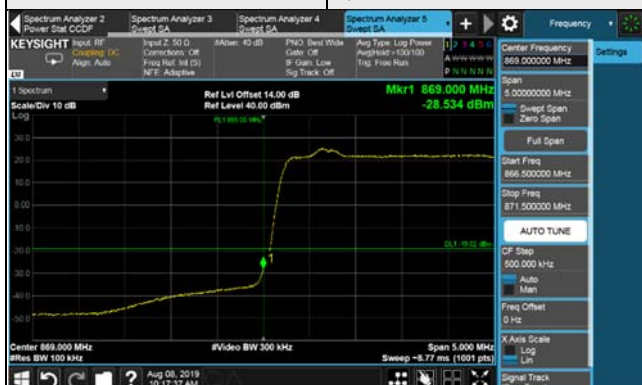 Spectrum Analyzer 2
Power Stat CCDF
Spectrum Analyzer 3
Swept SA
Spectrum Analyzer 4
Swept SA
Spectrum Analyzer 5
Swept SA
Frequency
KEYSIGHT
Input: RF
Coupling: DC
Align: Auto
Input Z: 50 Ω
Corrections: Off
Freq Ref: Int (S)
NFE: Adaptive
#Atten: 40 dB
PNO: Best Wide
Gate: Off
IF Gain: Low
Sig Track: Off
Avg Type: Log Power
Avg|Hold:>100/100
Trig: Free Run
1 2 3 4 5 6
A W W W W W
P N N N N N
LXI
1 Spectrum
Scale/Div 10 dB
Log
Ref Lvl Offset 14.00 dB
Ref Level 40.00 dBm
Mkr1 869.000 MHz
-28.534 dBm
30.0
20.0
10.0
0.00
-10.0
-20.0
-30.0
-40.0
-50.0
1
Center 869.000 MHz
#Res BW 100 kHz
#Video BW 300 kHz
Span 5.000 MHz
Sweep ~8.77 ms (1001 pts)
Aug 08, 2019
10:17:37 AM
Center Frequency
869.000000 MHz
Settings
Span
5.00000000 MHz
Swept Span
Zero Span
Full Span
Start Freq
866.500000 MHz
Stop Freq
871.500000 MHz
AUTO TUNE
CF Step
500.000 kHz
Auto
Man
Freq Offset
0 Hz
X Axis Scale
Log
Lin
Signal Track